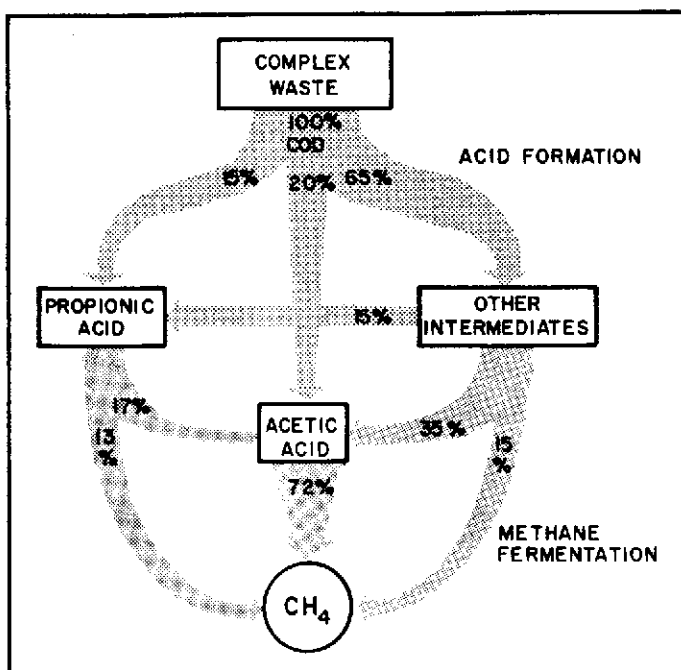 COMPLEX
WASTE
100%
COD
ACID FORMATION
15%
20%
65%
PROPIONIC
ACID
15%
OTHER
INTERMEDIATES
17%
13
%
ACETIC
ACID
35%
15
%
72%
METHANE
FERMENTATION
CH₄